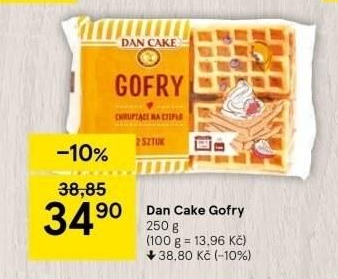 DAN CAKE
GOFRY
CHRUPIĄCE NA CIEPŁO
2 SZTUK
-10%
38,85
34 90
Dan Cake Gofry
250 g
(100 g = 13,96 Kč)
↓ 38,80 Kč (-10%)